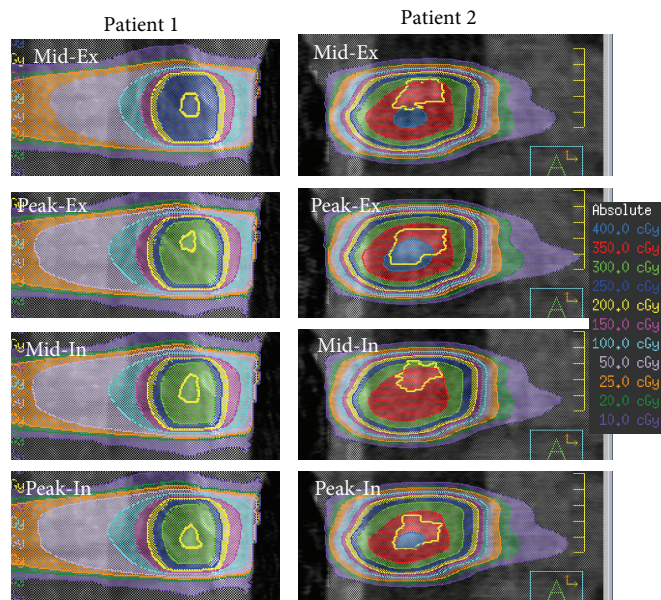 Patient 1
Patient 2
Mid-Ex
Mid-Ex
Peak-Ex
Peak-Ex
Absolute
400.0 cGy
350.0 cGy
300.0 cGy
250.0 cGy
200.0 cGy
150.0 cGy
100.0 cGy
50.0 cGy
25.0 cGy
20.0 cGy
10.0 cGy
Mid-In
Mid-In
Peak-In
Peak-In
A
A
A
A